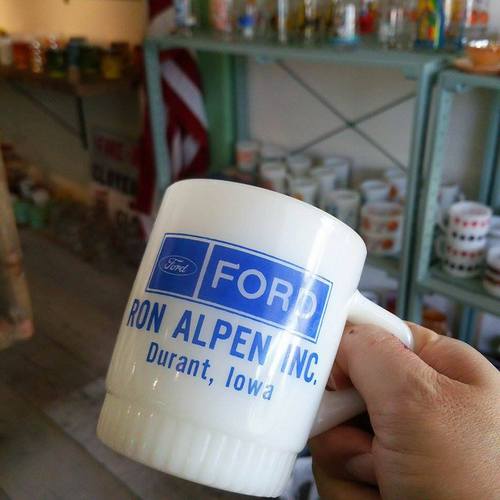 Ford FORD
RON ALPEN INC.
Durant, Iowa